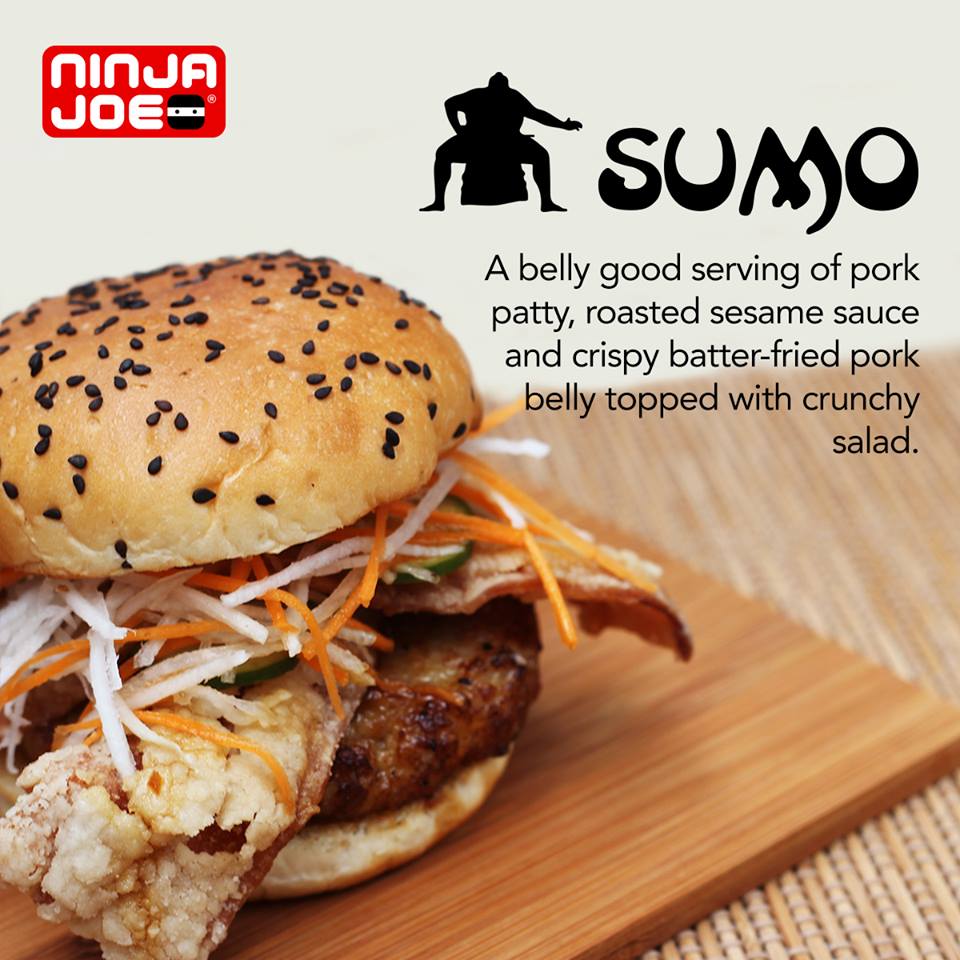 NINJA
JOE®
SUMO
A belly good serving of pork
patty, roasted sesame sauce
and crispy batter-fried pork
belly topped with crunchy
salad.